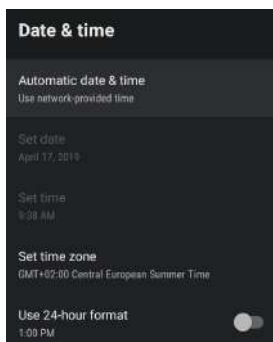 Date & time
Automatic date & time
Use network-provided time
Set date
April 17, 2019
Set time
9:38 AM
Set time zone
GMT+02:00 Central European Summer Time
Use 24-hour format
1:00 PM